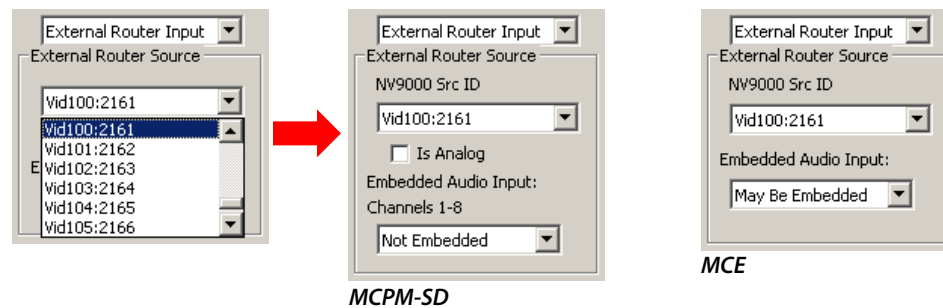 External Router Input
External Router Source
Vid100:2161
Vid100:2161
Vid101:2162
Vid102:2163
Vid103:2164
Vid104:2165
Vid105:2166
E
External Router Input
External Router Source
NV9000 Src ID
Vid100:2161
Is Analog
Embedded Audio Input:
Channels 1-8
Not Embedded
MCPM-SD
External Router Input
External Router Source
NV9000 Src ID
Vid100:2161
Embedded Audio Input:
May Be Embedded
MCE